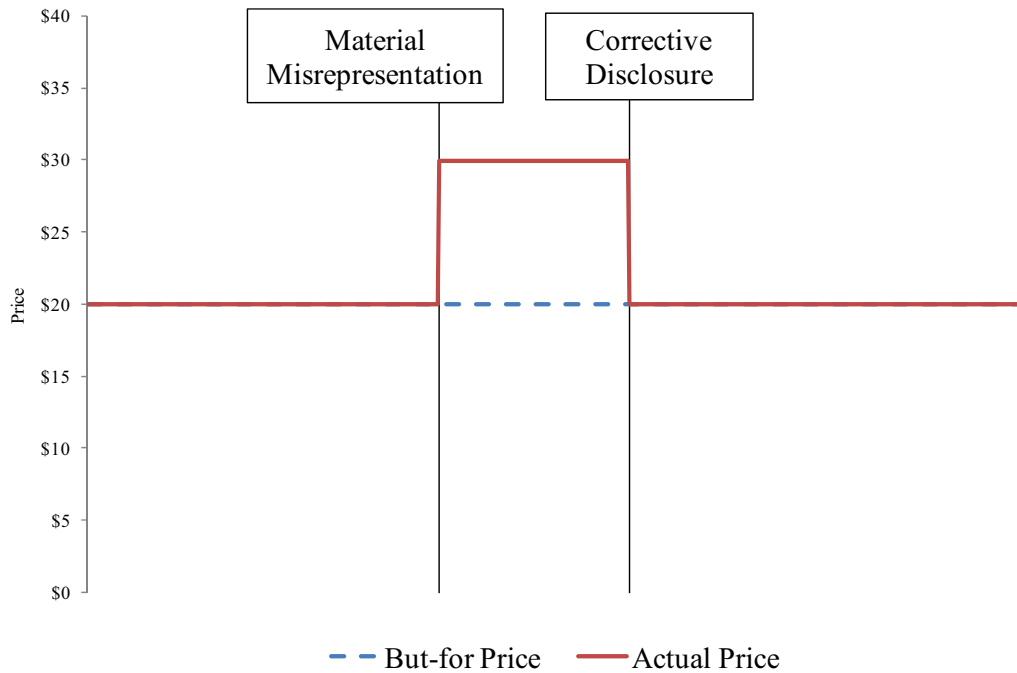 $40
Material
Misrepresentation
Corrective
Disclosure
$35
$30
$25
$20
$15
$10
$5
$0
Price
But-for Price
Actual Price